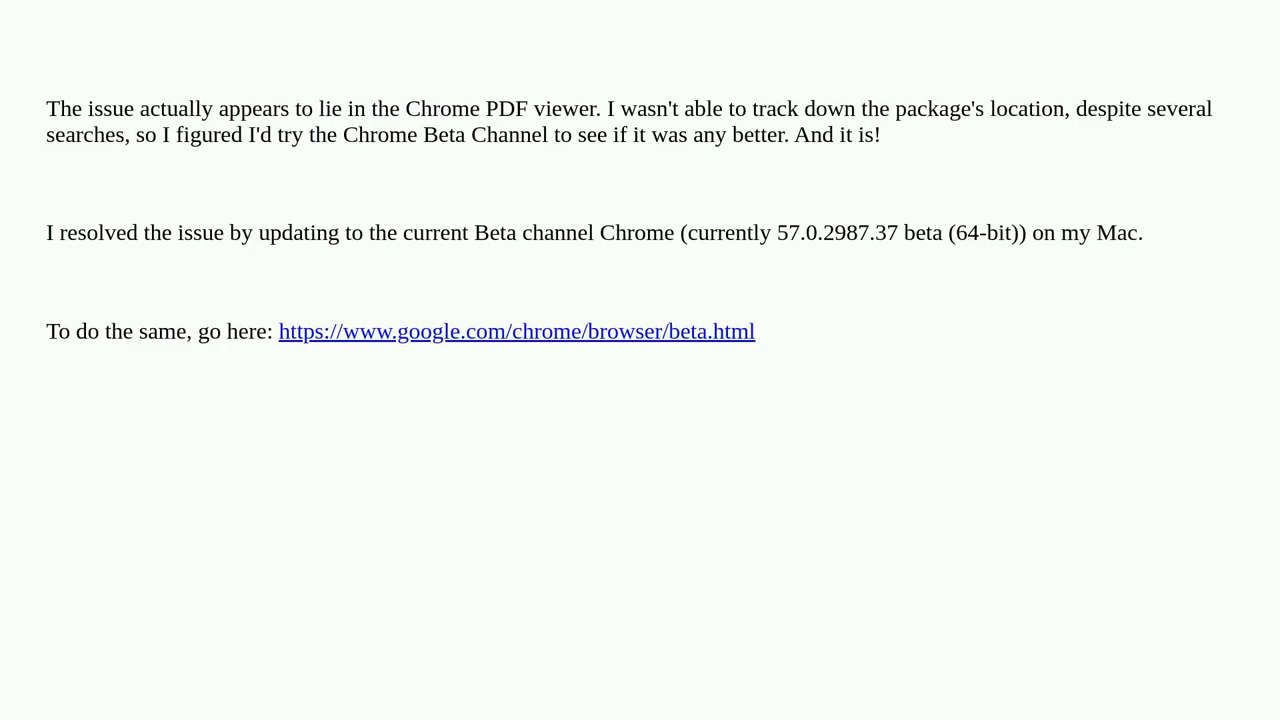 The issue actually appears to lie in the Chrome PDF viewer. I wasn't able to track down the package's location, despite several
searches, so I figured I'd try the Chrome Beta Channel to see if it was any better. And it is!
I resolved the issue by updating to the current Beta channel Chrome (currently 57.0.2987.37 beta (64-bit)) on my Mac.
To do the same, go here: https://www.google.com/chrome/browser/beta.html